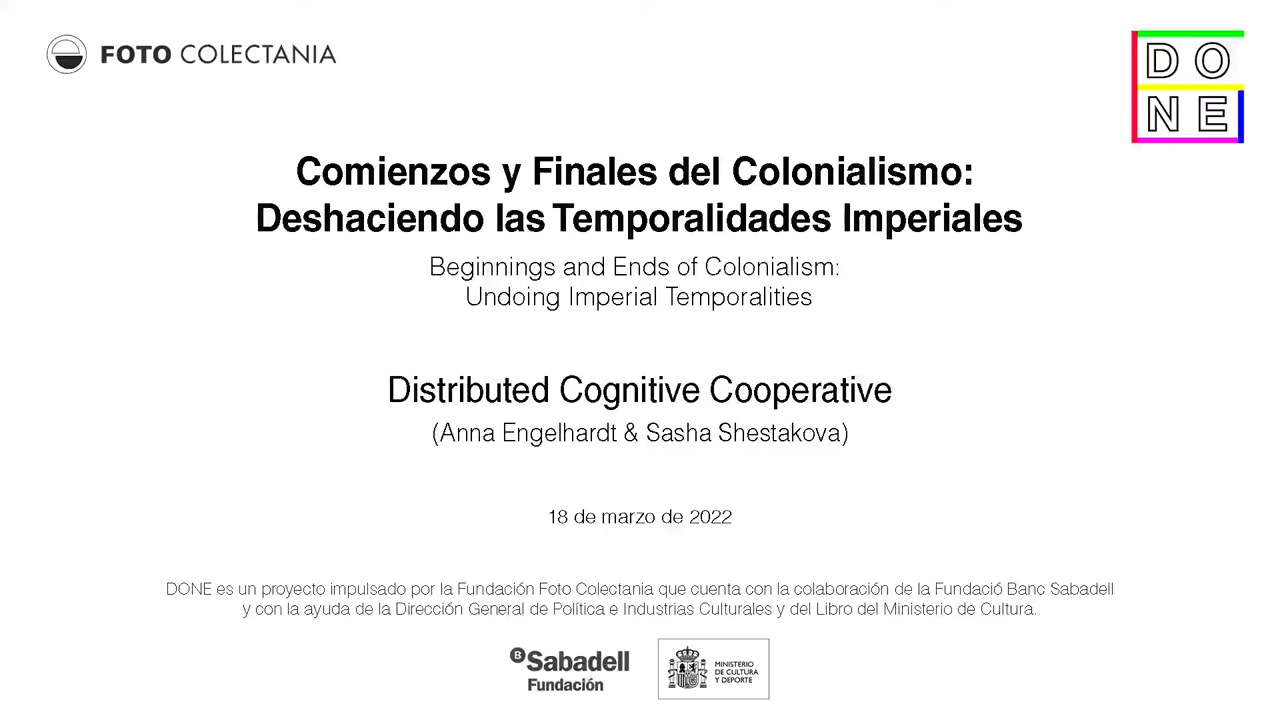 FOTO COLECTANIA
DO
NE
Comienzos y Finales del Colonialismo:
Deshaciendo las Temporalidades Imperiales
Beginnings and Ends of Colonialism:
Undoing Imperial Temporalities
Distributed Cognitive Cooperative
(Anna Engelhardt & Sasha Shestakova)
18 de marzo de 2022
DONE es un proyecto impulsado por la Fundación Foto Colectania que cuenta con la colaboración de la Fundació Banc Sabadell
y con la ayuda de la Dirección General de Política e Industrias Culturales y del Libro del Ministerio de Cultura.
B Sabadell
Fundación
MINISTERIO
DE CULTURA
Y DEPORTE